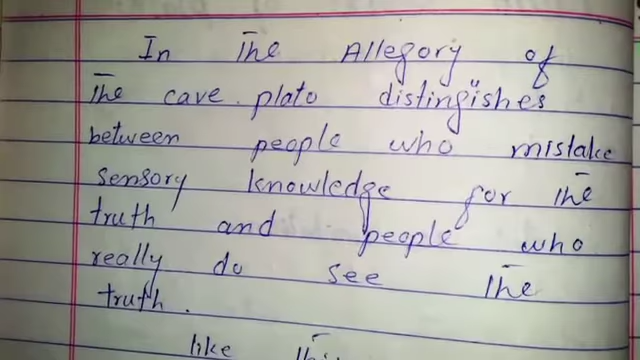 In The Allegory of
The cave plato distingishes
between people who mistake
sensory knowledge for The
truth and people who
really do see The
truth.
like This